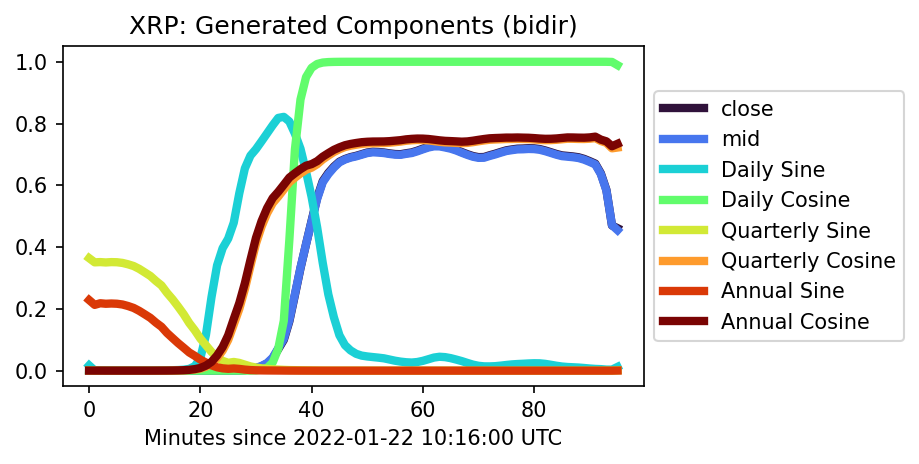 XRP: Generated Components (bidir)
1.0
0.8
0.6
0.4
0.2
0.0
0 20 40 60 80
Minutes since 2022-01-22 10:16:00 UTC
close
mid
Daily Sine
Daily Cosine
Quarterly Sine
Quarterly Cosine
Annual Sine
Annual Cosine